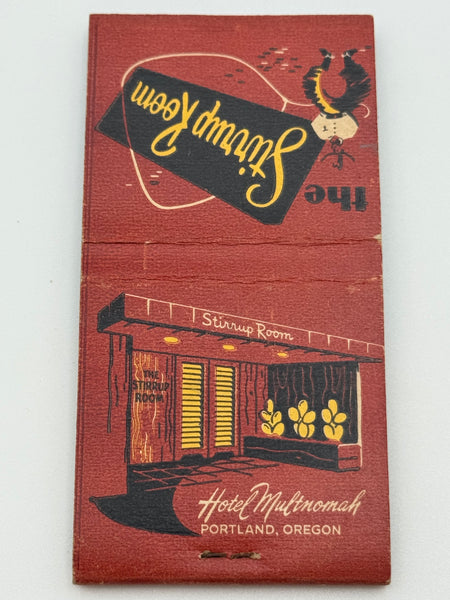 the
Stirrup Room
Stirrup Room
THE
STIRRUP
ROOM
Hotel Multnomah
PORTLAND, OREGON